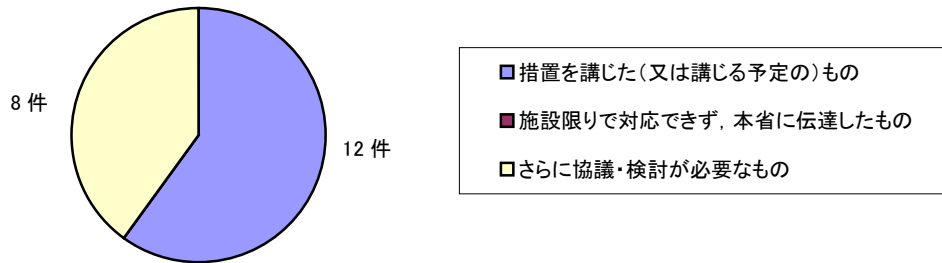 8 件
12 件
措置を講じた(又は講じる予定の)もの
施設限りで対応できず，本省に伝達したもの
さらに協議・検討が必要なもの